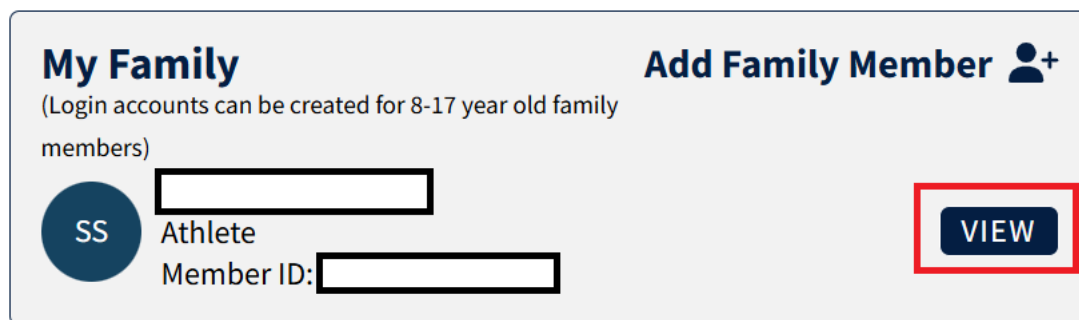 My Family
Add Family Member
(Login accounts can be created for 8-17 year old family
members)
SS
Athlete
Member ID:
VIEW